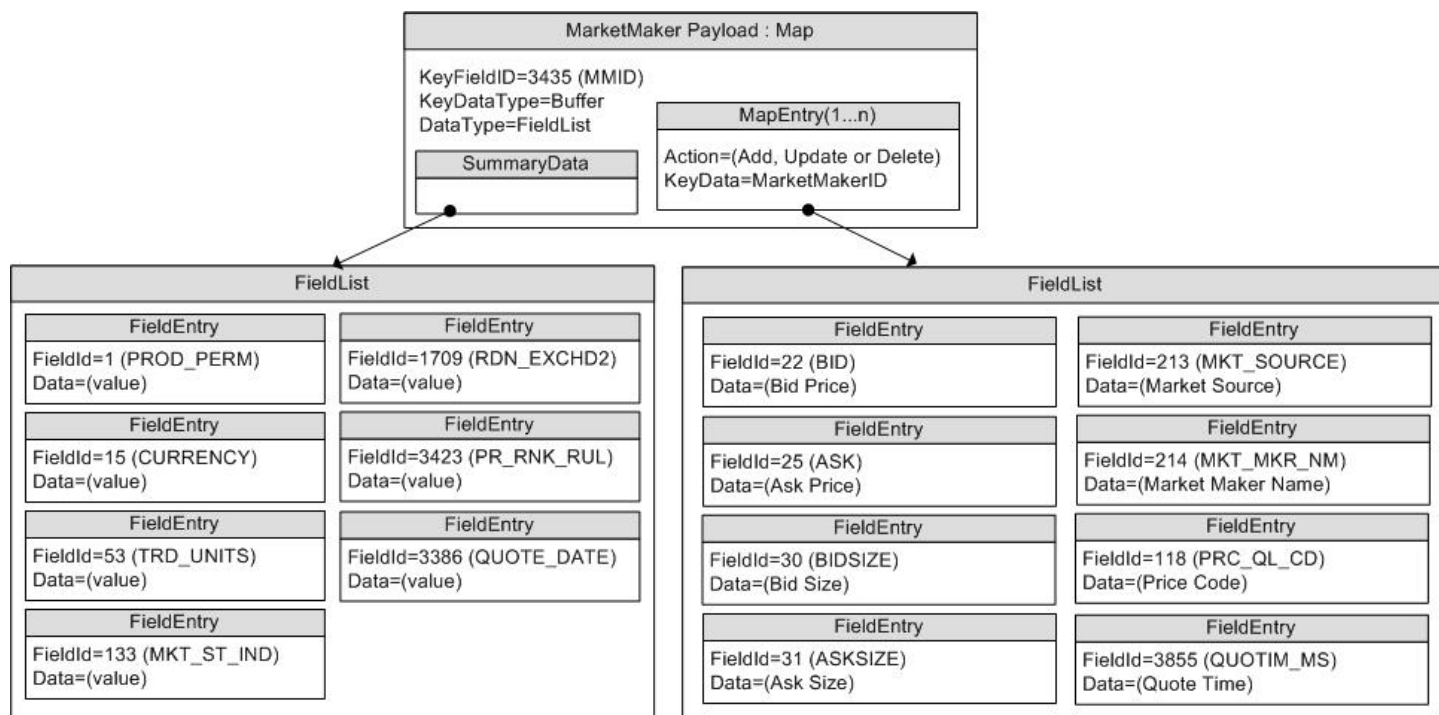 MarketMaker Payload : Map
KeyFieldID=3435 (MMID)
KeyDataType=Buffer
DataType=FieldList
SummaryData
MapEntry(1...n)
Action=(Add, Update or Delete)
KeyData=MarketMakerID
FieldList
FieldEntry
FieldId=1 (PROD_PERM)
Data=(value)
FieldEntry
FieldId=15 (CURRENCY)
Data=(value)
FieldEntry
FieldId=53 (TRD_UNITS)
Data=(value)
FieldEntry
FieldId=133 (MKT_ST_IND)
Data=(value)
FieldEntry
FieldId=1709 (RDN_EXCHD2)
Data=(value)
FieldEntry
FieldId=3423 (PR_RNK_RUL)
Data=(value)
FieldEntry
FieldId=3386 (QUOTE_DATE)
Data=(value)
FieldList
FieldEntry
FieldId=22 (BID)
Data=(Bid Price)
FieldEntry
FieldId=25 (ASK)
Data=(Ask Price)
FieldEntry
FieldId=30 (BIDSIZE)
Data=(Bid Size)
FieldEntry
FieldId=31 (ASKSIZE)
Data=(Ask Size)
FieldEntry
FieldId=213 (MKT_SOURCE)
Data=(Market Source)
FieldEntry
FieldId=214 (MKT_MKR_NM)
Data=(Market Maker Name)
FieldEntry
FieldId=118 (PRC_QL_CD)
Data=(Price Code)
FieldEntry
FieldId=3855 (QUOTIM_MS)
Data=(Quote Time)